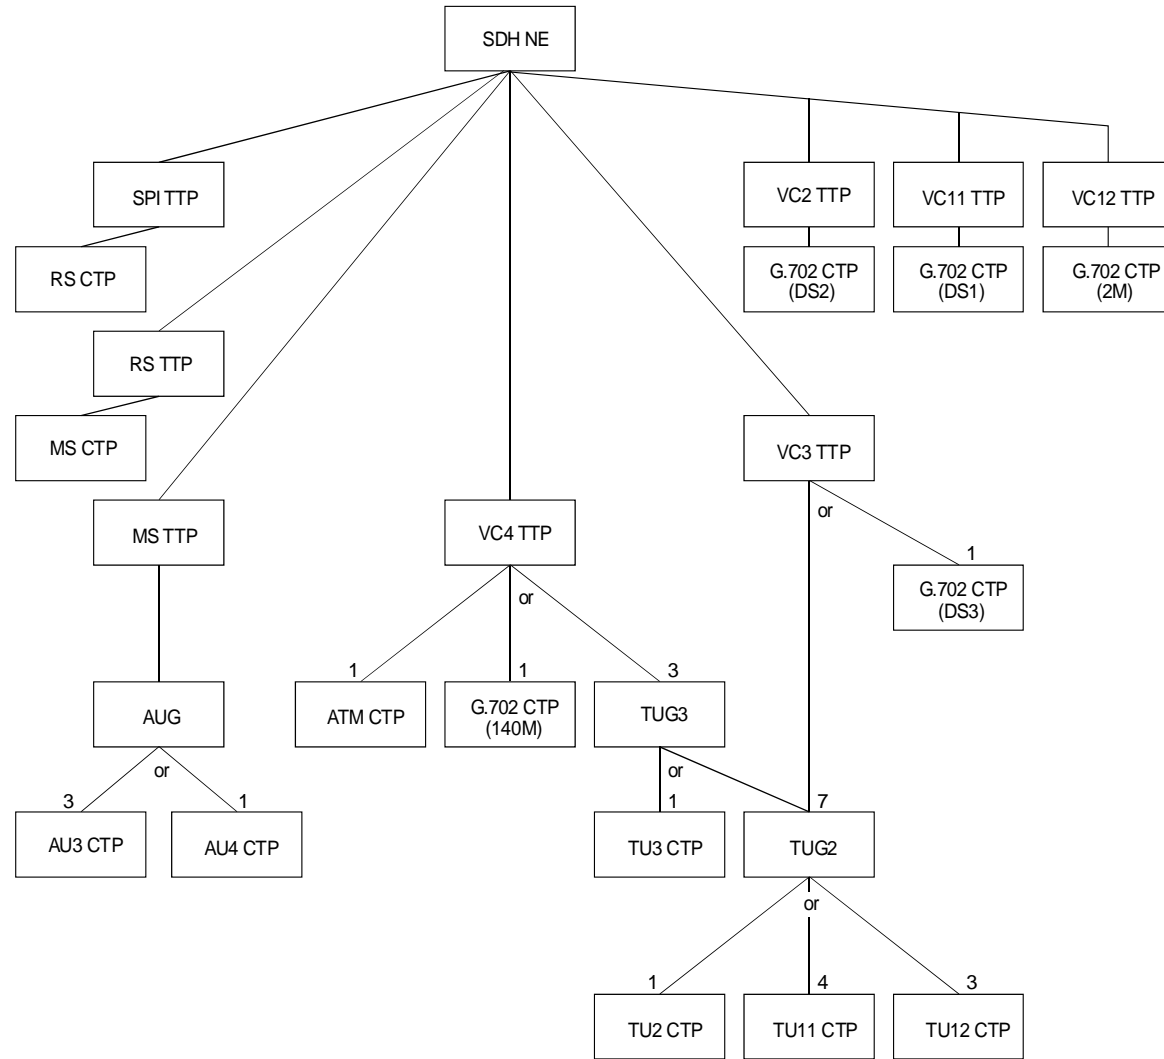 SDH NE
SPI TTP
VC2 TTP
VC11 TTP
VC12 TTP
RS CTP
G.702 CTP
(DS2)
G.702 CTP
(DS1)
G.702 CTP
(2M)
RS TTP
MS CTP
VC3 TTP
MS TTP
VC4 TTP
or
1
G.702 CTP
(DS3)
or
1
1
3
AUG
ATM CTP
G.702 CTP
(140M)
TUG3
or
or
3
1
1
7
AU3 CTP
AU4 CTP
TU3 CTP
TUG2
or
1
4
3
TU2 CTP
TU11 CTP
TU12 CTP